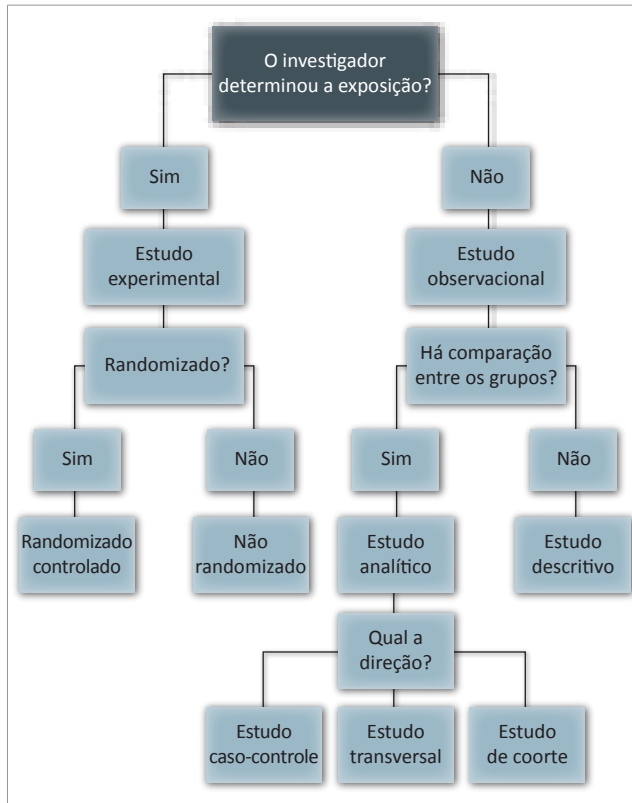 O investigador
determinou a exposição?
Sim
Não
Estudo
experimental
Estudo
observacional
Randomizado?
Há comparação
entre os grupos?
Sim
Não
Sim
Não
Randomizado
controlado
Não
randomizado
Estudo
analítico
Estudo
descritivo
Qual a
direção?
Estudo
caso-controle
Estudo
transversal
Estudo
de coorte